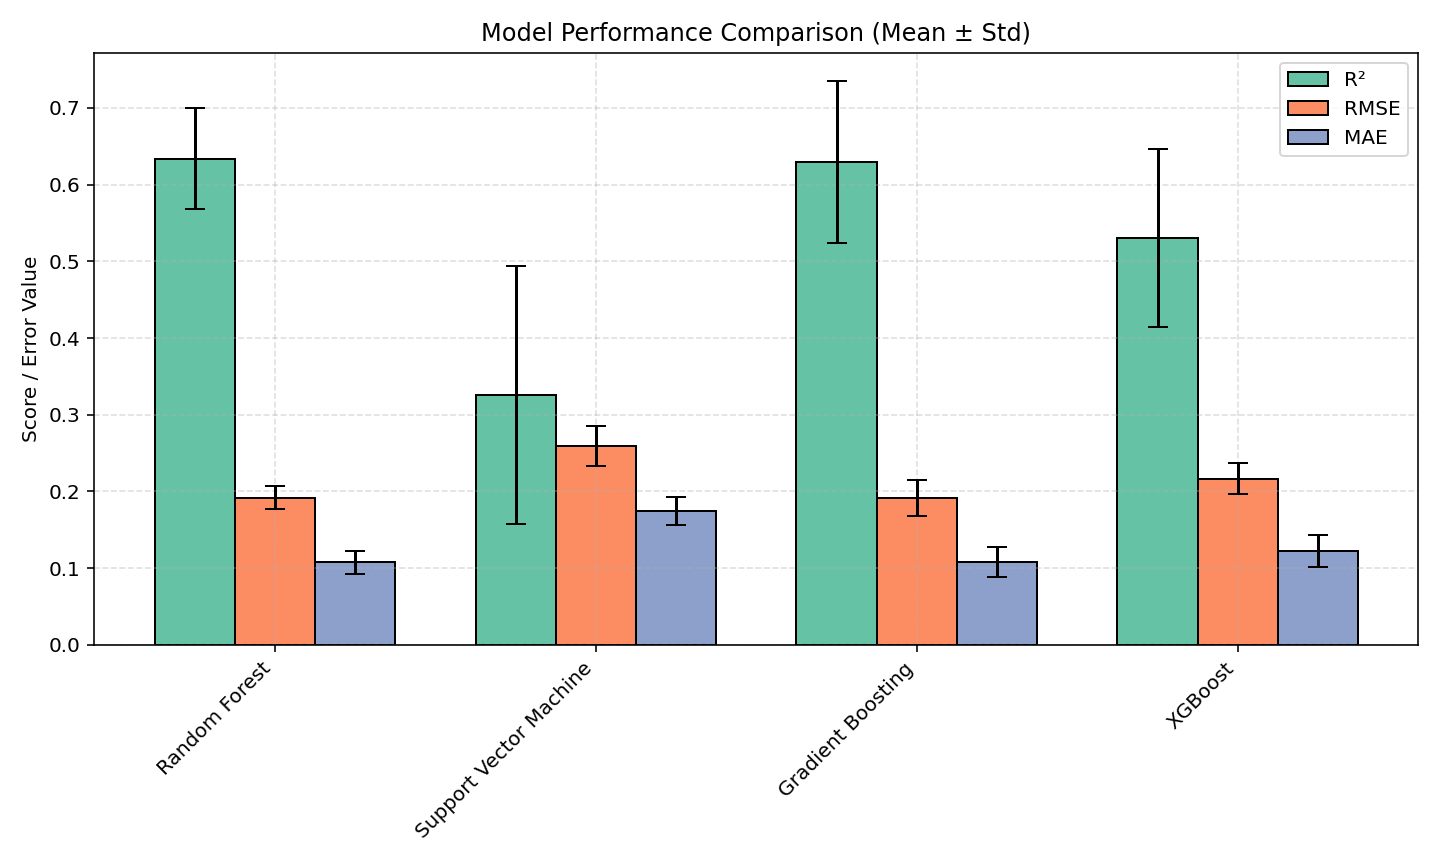 Model Performance Comparison (Mean ± Std)
R²
RMSE
MAE
Score / Error Value
0.7
0.6
0.5
0.4
0.3
0.2
0.1
0.0
Random Forest
Support Vector Machine
Gradient Boosting
XGBoost